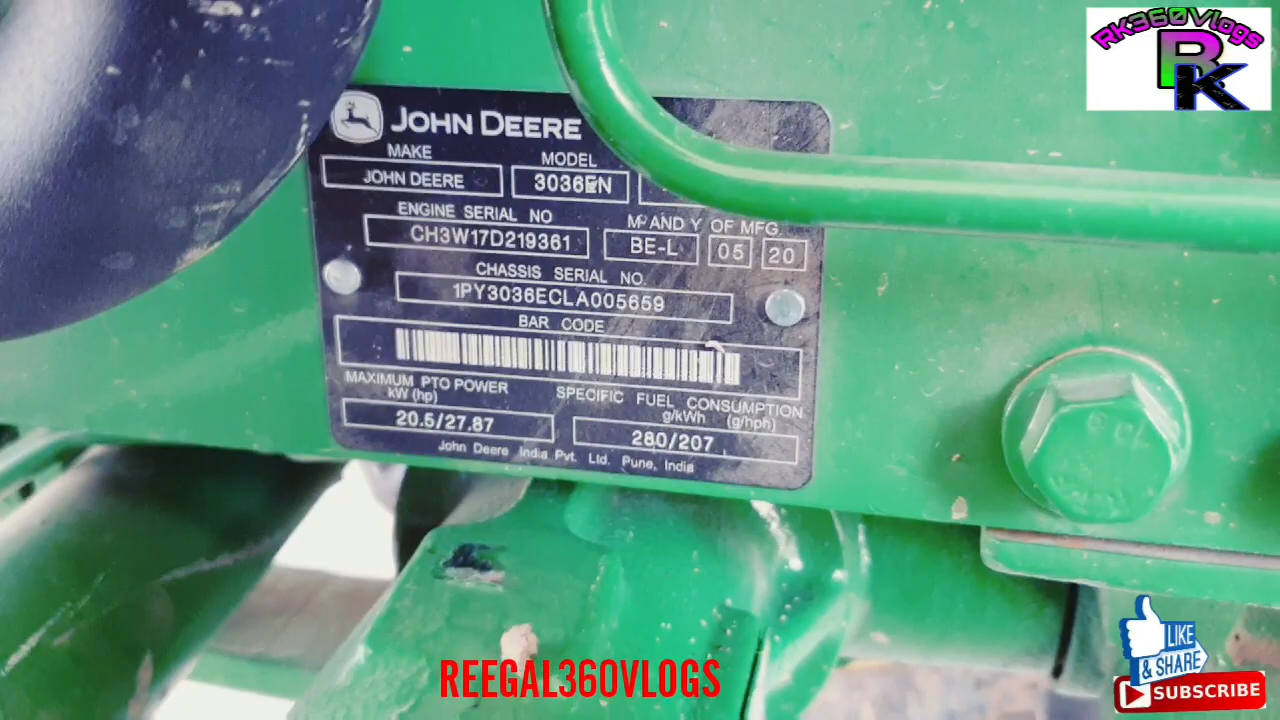 RK360Vlogs
RK
JOHN DEERE
MAKE
MODEL
JOHN DEERE
3036EN
ENGINE SERIAL NO
M AND Y OF MFG.
CH3W17D219361
BE-L 05 20
CHASSIS SERIAL NO.
1PY3036ECLA005659
BAR CODE
MAXIMUM PTO POWER
kW (hp)
SPECIFIC FUEL CONSUMPTION
g/kWh (g/hph)
20.5/27.87
280/207
John Deere India Pvt. Ltd. Pune, India
LIKE
& SHARE
SUBSCRIBE
REEGAL360VLOGS